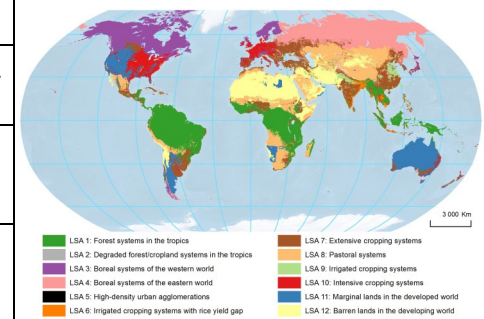 3 000 Km
LSA 1: Forest systems in the tropics
LSA 2: Degraded forest/cropland systems in the tropics
LSA 3: Boreal systems of the western world
LSA 4: Boreal systems of the eastern world
LSA 5: High-density urban agglomerations
LSA 6: Irrigated cropping systems with rice yield gap
LSA 7: Extensive cropping systems
LSA 8: Pastoral systems
LSA 9: Irrigated cropping systems
LSA 10: Intensive cropping systems
LSA 11: Marginal lands in the developed world
LSA 12: Barren lands in the developing world